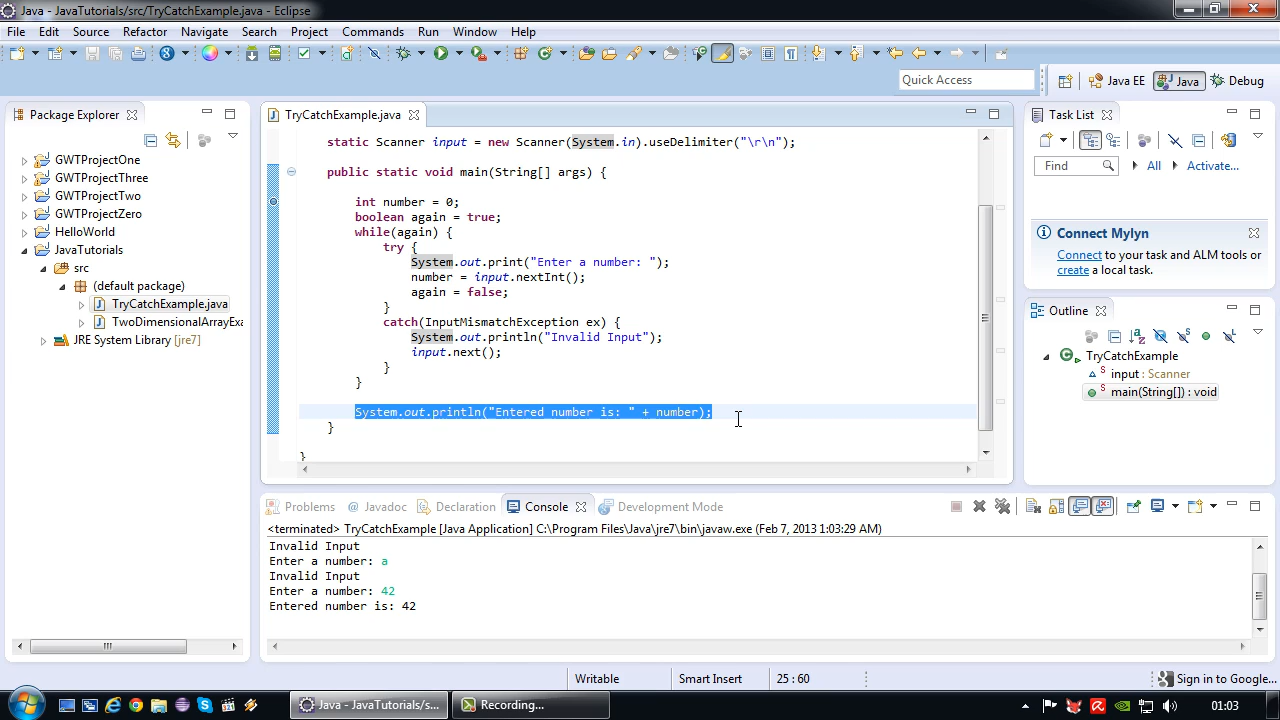 Java - JavaTutorials/src/TryCatchExample.java - Eclipse
File Edit Source Refactor Navigate Search Project Commands Run Window Help
Quick Access
Java EE
Java
Debug
Package Explorer
GWTProjectOne
GWTProjectThree
GWTProjectTwo
GWTProjectZero
HelloWorld
JavaTutorials
src
(default package)
TryCatchExample.java
TwoDimensionalArrayExa
JRE System Library [jre7]
TryCatchExample.java
static Scanner input = new Scanner(System.in).useDelimiter("\r\n");
public static void main(String[] args) {
int number = 0;
boolean again = true;
while(again) {
try {
System.out.print("Enter a number: ");
number = input.nextInt();
again = false;
}
catch(InputMismatchException ex) {
System.out.println("Invalid Input");
input.next();
}
}
System.out.println("Entered number is: " + number);
}
}
Task List
Find
All
Activate...
Connect Mylyn
Connect to your task and ALM tools or
create a local task.
Outline
TryCatchExample
input : Scanner
main(String[]) : void
Problems
Javadoc
Declaration
Console
Development Mode
<terminated> TryCatchExample [Java Application] C:\Program Files\Java\jre7\bin\javaw.exe (Feb 7, 2013 1:03:29 AM)
Invalid Input
Enter a number: a
Invalid Input
Enter a number: 42
Entered number is: 42
Writable
Smart Insert
25 : 60
Sign in to Google...
Java - JavaTutorials/s...
Recording...
01:03